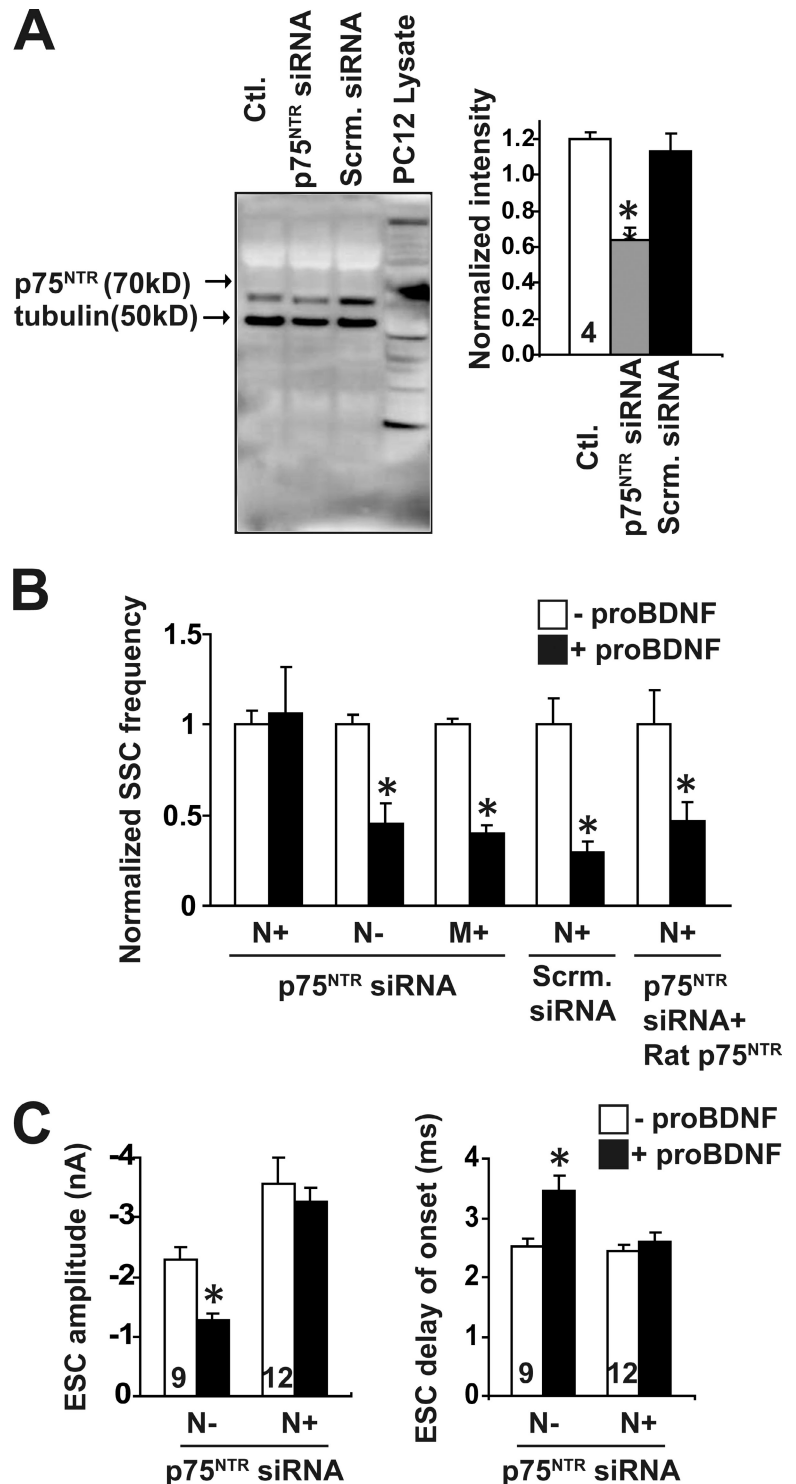 A
Ctl.
p75NTR siRNA
Scrm. siRNA
PC12 Lysate
p75NTR (70kD)
tubulin(50kD)
Normalized intensity
1.2
1.0
0.8
0.6
0.4
0.2
0.0
*
*
4
Ctl.
p75NTR siRNA
Scrm. siRNA
B
- proBDNF
+ proBDNF
Normalized SSC frequency
1.5
1
0.5
0
*
*
*
*
N+
N-
M+
N+
N+
p75NTR siRNA
Scrm.
siRNA
p75NTR
siRNA+
Rat p75NTR
C
- proBDNF
+ proBDNF
ESC amplitude (nA)
-4
-3
-2
-1
0
*
9
12
N-
N+
p75NTR siRNA
ESC delay of onset (ms)
4
3
2
1
0
*
9
12
N-
N+
p75NTR siRNA